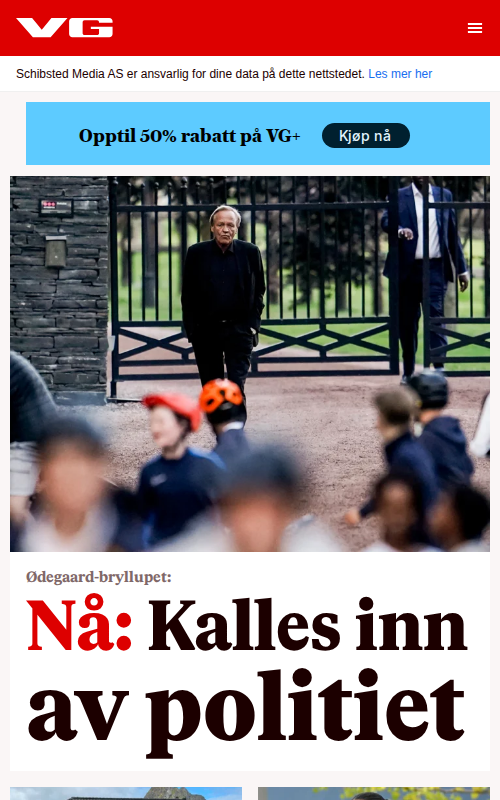 VG
Schibsted Media AS er ansvarlig for dine data på dette nettstedet. Les mer her
Opptil 50% rabatt på VG+
Kjøp nå
Ødegaard-bryllupet:
Nå: Kalles inn
av politiet